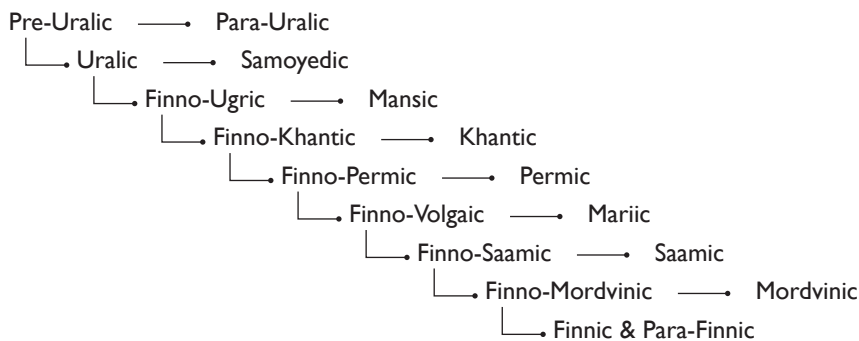 Pre-Uralic Para-Uralic
Uralic Samoyedic
Finno-Ugric Mansic
Finno-Khantic Khantic
Finno-Permic Permic
Finno-Volgaic Mariic
Finno-Saamic Saamic
Finno-Mordvinic Mordvinic
Finnic & Para-Finnic